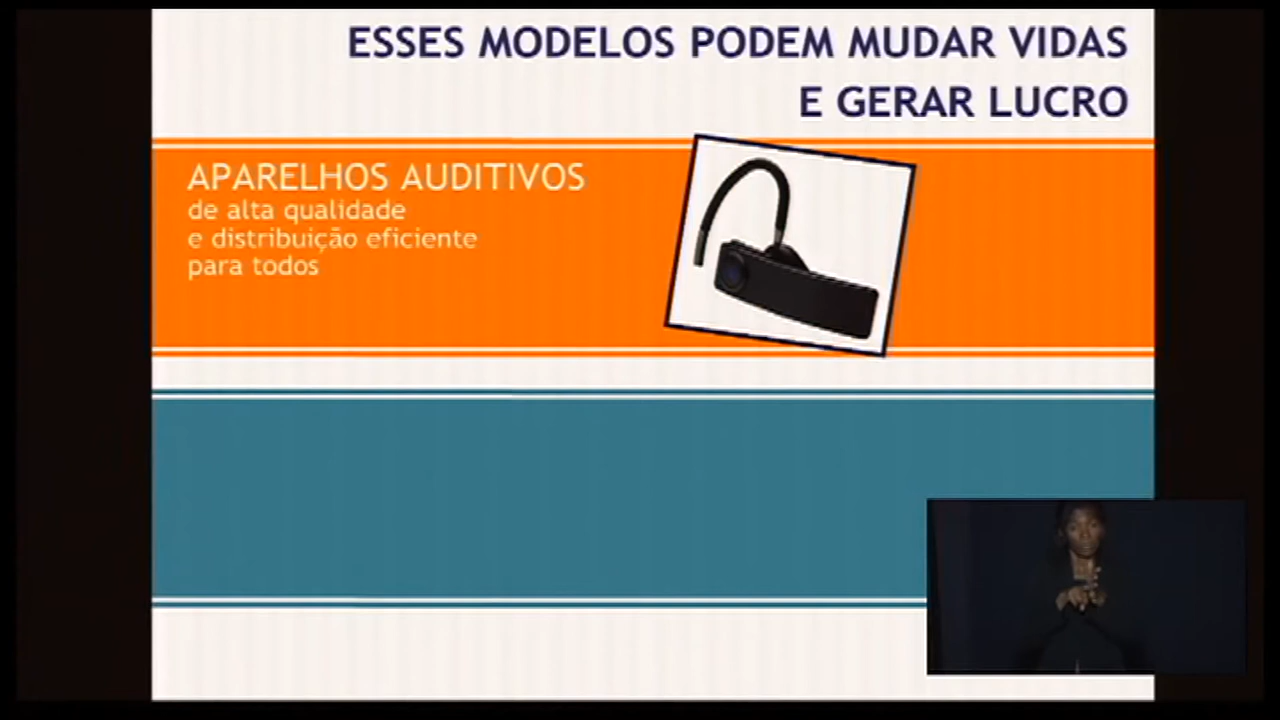 ESSES MODELOS PODEM MUDAR VIDAS
E GERAR LUCRO
APARELHOS AUDITIVOS
de alta qualidade
e distribuição eficiente
para todos